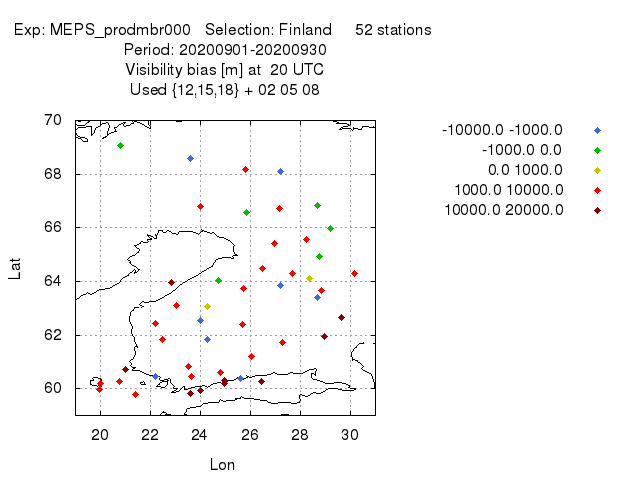 Exp: MEPS_prodmbr000 Selection: Finland 52 stations
Period: 20200901-20200930
Visibility bias [m] at 20 UTC
Used {12,15,18} + 02 05 08
-10000.0 -1000.0
-1000.0 0.0
0.0 1000.0
1000.0 10000.0
10000.0 20000.0
70
68
66
64
62
60
Lat
20 22 24 26 28 30
Lon